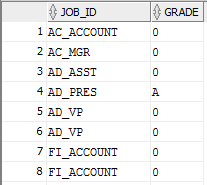 JOB_ID GRADE
1 AC_ACCOUNT 0
2 AC_MGR 0
3 AD_ASST 0
4 AD_PRES A
5 AD_VP 0
6 AD_VP 0
7 FI_ACCOUNT 0
8 FI_ACCOUNT 0